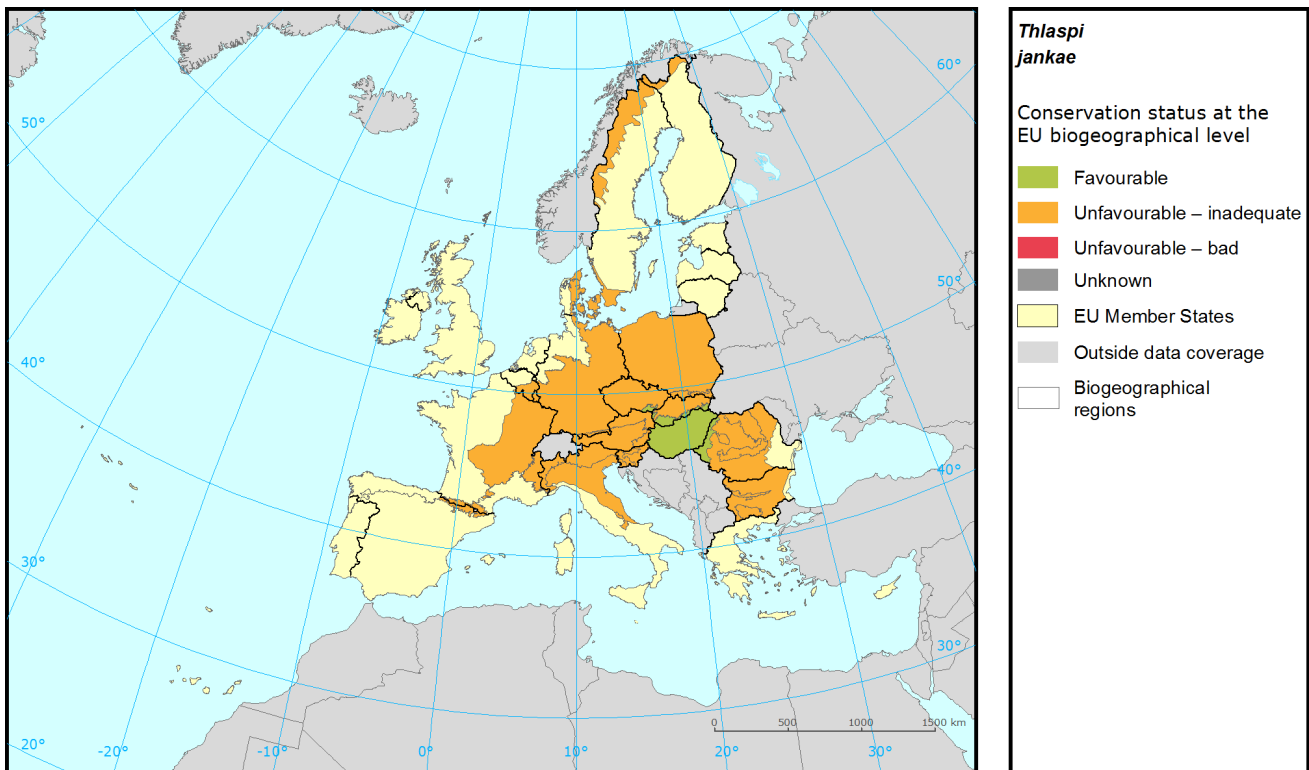 60°
50°
50°
40°
40°
30°
30°
20°
-20°
-10°
0°
10°
20°
30°
0
500
1000
1500 km
Thlaspi
jankae
Conservation status at the
EU biogeographical level
Favourable
Unfavourable – inadequate
Unfavourable – bad
Unknown
EU Member States
Outside data coverage
Biogeographical
regions